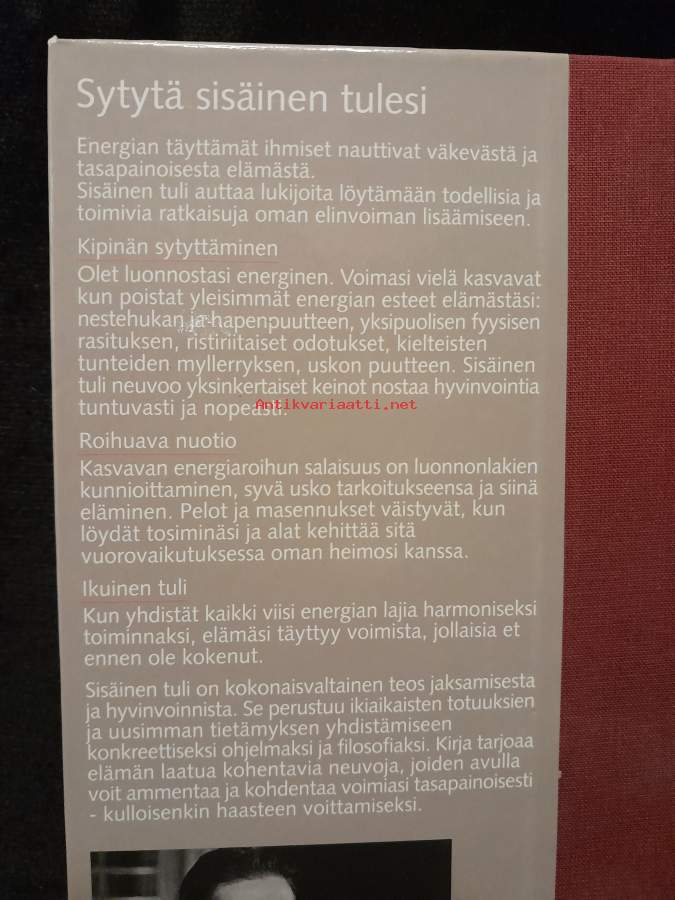 Sytytä sisäinen tulesi
Energian täyttämät ihmiset nauttivat väkevästä ja
tasapainoisesta elämästä.
Sisäinen tuli auttaa lukijoita löytämään todellisia ja
toimivia ratkaisuja oman elinvoiman lisäämiseen.
Kipinän sytyttäminen
Olet luonnostasi energinen. Voimasi vielä kasvavat
kun poistat yleisimmät energian esteet elämästäsi:
nestehukan ja hapenpuutteen, yksipuolisen fyysisen
rasituksen, ristiriitaiset odotukset, kielteisten
tunteiden myllerryksen, uskon puutteen. Sisäinen
tuli neuvoo yksinkertaiset keinot nostaa hyvinvointia
tuntuvasti ja nopeasti.
Antikvariaatti.net
Roihuava nuotio
Kasvavan energiaroihun salaisuus on luonnonlakien
kunnioittaminen, syvä usko tarkoitukseensa ja siinä
eläminen. Pelot ja masennukset väistyvät, kun
löydät tosiminäsi ja alat kehittää sitä
vuorovaikutuksessa oman heimosi kanssa.
Ikuinen tuli
Kun yhdistät kaikki viisi energian lajia harmoniseksi
toiminnaksi, elämäsi täyttyy voimista, jollaisia et
ennen ole kokenut.
Sisäinen tuli on kokonaisvaltainen teos jaksamisesta
ja hyvinvoinnista. Se perustuu ikiaikaisten totuuksien
ja uusimman tietämyksen yhdistämiseen
konkreettiseksi ohjelmaksi ja filosofiaksi. Kirja tarjoaa
elämän laatua kohentavia neuvoja, joiden avulla
voit ammentaa ja kohdentaa voimiasi tasapainoisesti
- kulloisenkin haasteen voittamiseksi.